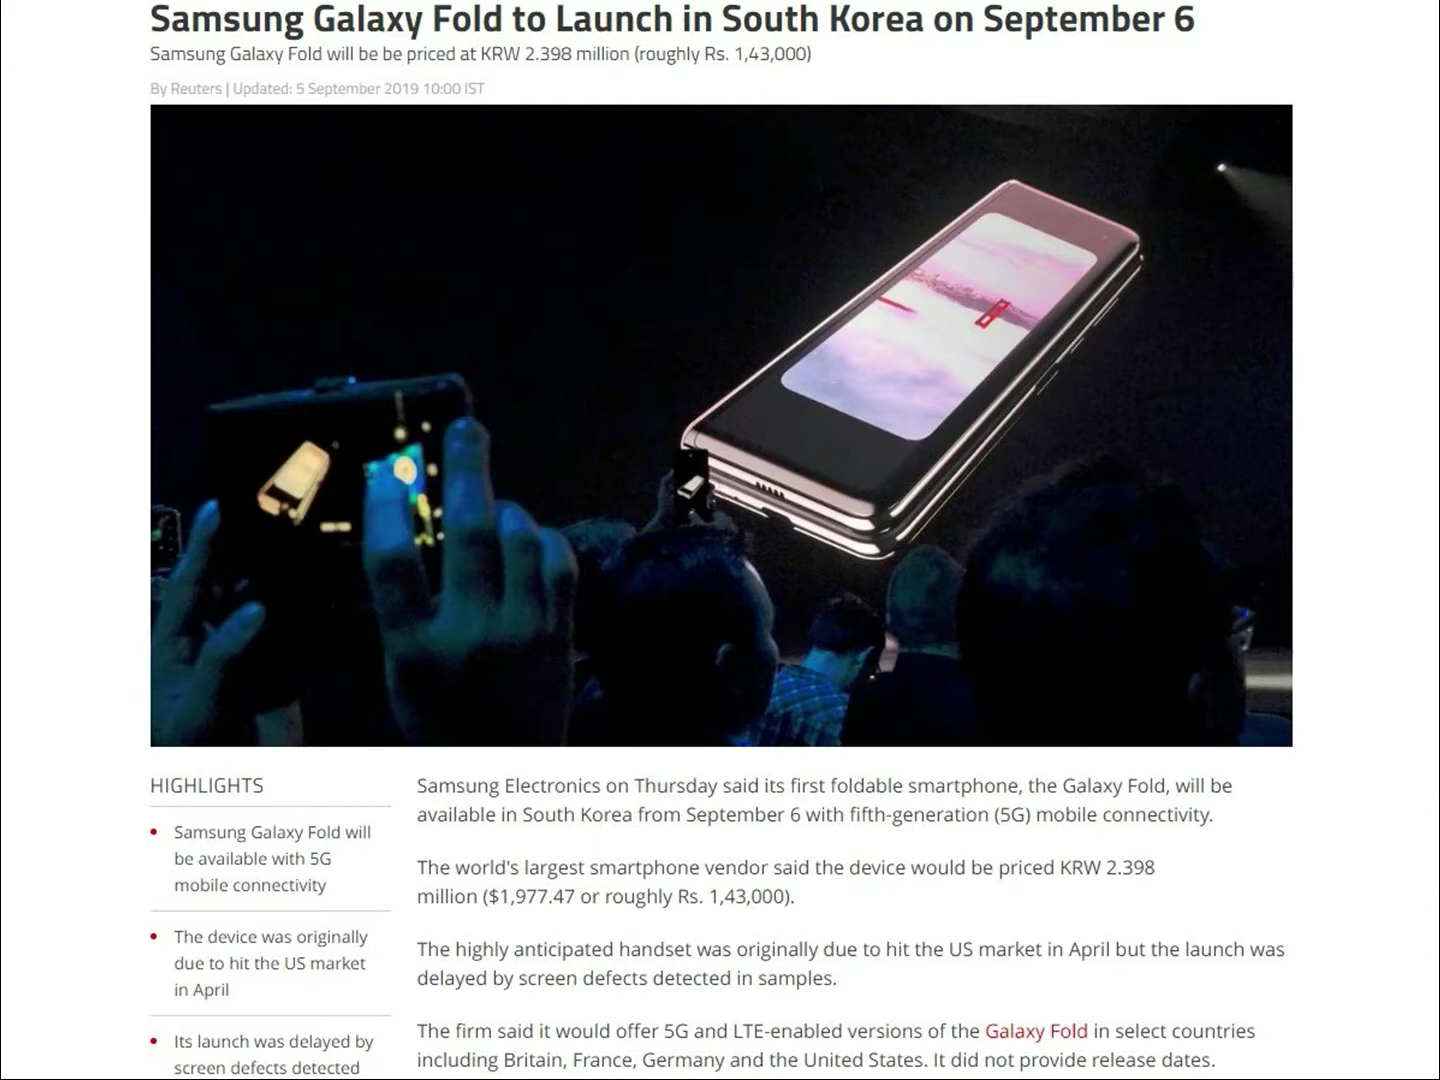 Samsung Galaxy Fold to Launch in South Korea on September 6
Samsung Galaxy Fold will be be priced at KRW 2.398 million (roughly Rs. 1,43,000)
By Reuters | Updated: 5 September 2019 10:00 IST
HIGHLIGHTS
Samsung Galaxy Fold will
be available with 5G
mobile connectivity
The device was originally
due to hit the US market
in April
Its launch was delayed by
screen defects detected
Samsung Electronics on Thursday said its first foldable smartphone, the Galaxy Fold, will be
available in South Korea from September 6 with fifth-generation (5G) mobile connectivity.
The world's largest smartphone vendor said the device would be priced KRW 2.398
million ($1,977.47 or roughly Rs. 1,43,000).
The highly anticipated handset was originally due to hit the US market in April but the launch was
delayed by screen defects detected in samples.
The firm said it would offer 5G and LTE-enabled versions of the Galaxy Fold in select countries
including Britain, France, Germany and the United States. It did not provide release dates.